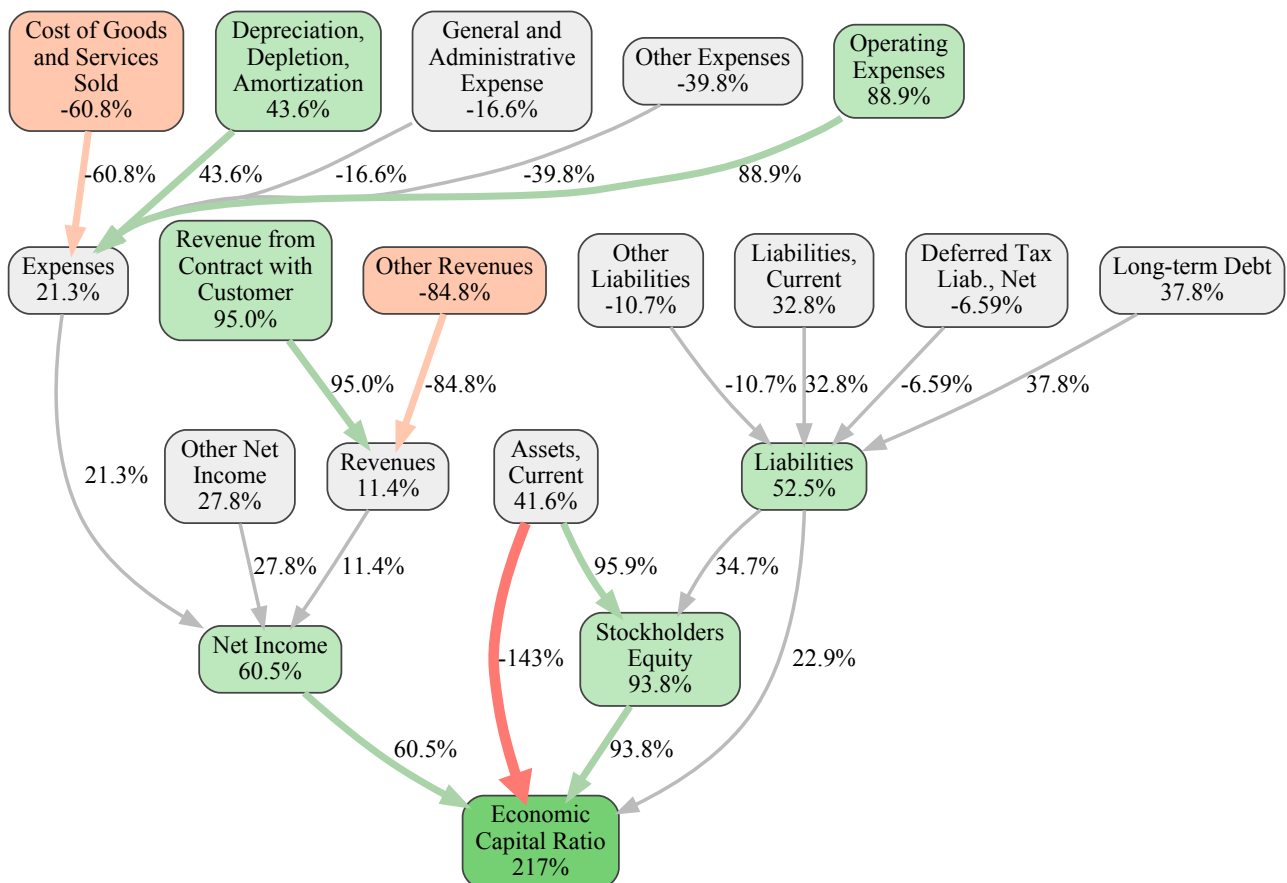 Cost of Goods
and Services
Sold
-60.8%
Depreciation,
Depletion,
Amortization
43.6%
General and
Administrative
Expense
-16.6%
Other Expenses
-39.8%
Operating
Expenses
88.9%
-60.8%
43.6%
-16.6%
-39.8%
88.9%
Expenses
21.3%
Revenue from
Contract with
Customer
95.0%
Other Revenues
-84.8%
Other
Liabilities
-10.7%
Liabilities,
Current
32.8%
Deferred Tax
Liab., Net
-6.59%
Long-term Debt
37.8%
95.0%
-84.8%
-10.7%
32.8%
-6.59%
37.8%
21.3%
Other Net
Income
27.8%
Revenues
11.4%
Assets,
Current
41.6%
Liabilities
52.5%
27.8%
11.4%
95.9%
34.7%
Net Income
60.5%
-143%
Stockholders
Equity
93.8%
22.9%
60.5%
93.8%
Economic
Capital Ratio
217%